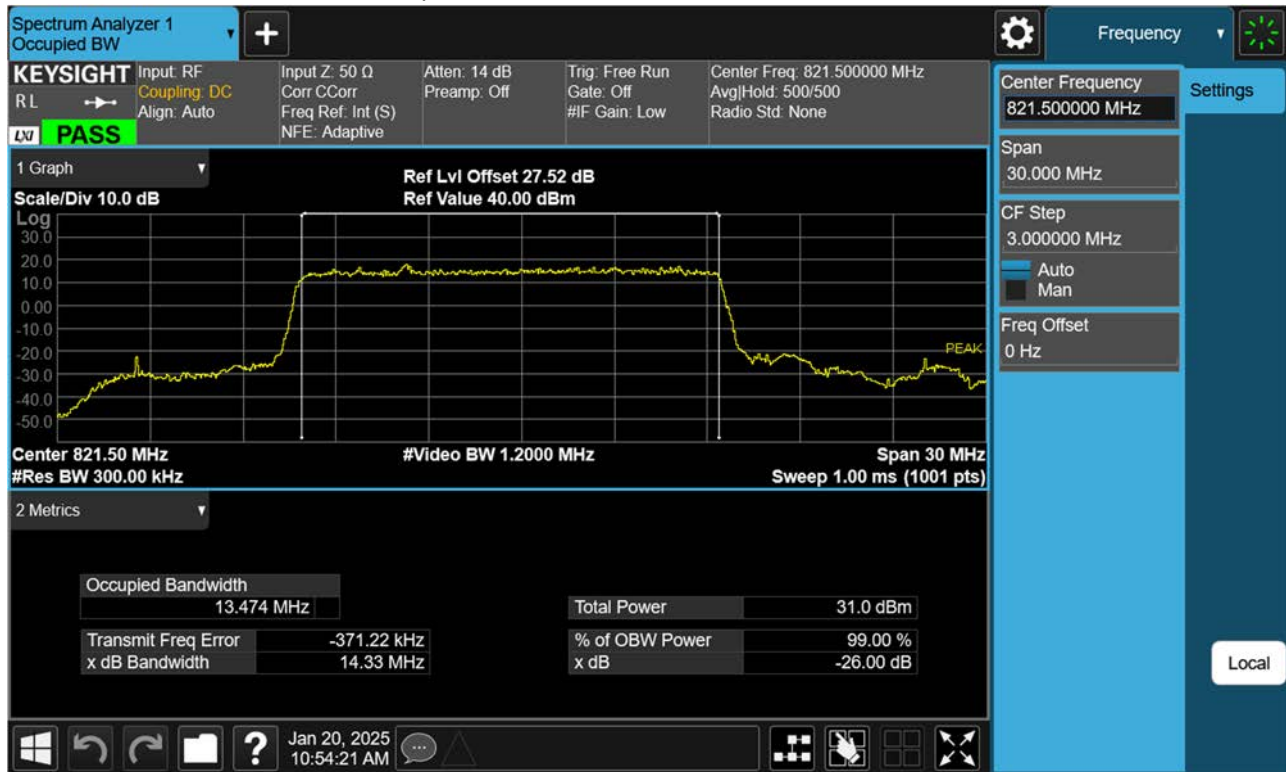 Spectrum Analyzer 1
Occupied BW
+
Frequency
KEYSIGHT
RL
LXI
PASS
Input: RF
Coupling: DC
Align: Auto
Input Z: 50 Ω
Corr CCorr
Freq Ref: Int (S)
NFE: Adaptive
Atten: 14 dB
Preamp: Off
Trig: Free Run
Gate: Off
#IF Gain: Low
Center Freq: 821.500000 MHz
Avg|Hold: 500/500
Radio Std: None
Center Frequency
821.500000 MHz
Settings
Span
30.000 MHz
CF Step
3.000000 MHz
Auto
Man
Freq Offset
0 Hz
Local
1 Graph
Scale/Div 10.0 dB
Ref Lvl Offset 27.52 dB
Ref Value 40.00 dBm
Log
30.0
20.0
10.0
0.00
-10.0
-20.0
-30.0
-40.0
-50.0
PEAK
Center 821.50 MHz
#Video BW 1.2000 MHz
Span 30 MHz
#Res BW 300.00 kHz
Sweep 1.00 ms (1001 pts)
2 Metrics
Occupied Bandwidth
13.474 MHz
Total Power 31.0 dBm
Transmit Freq Error -371.22 kHz
% of OBW Power 99.00 %
x dB Bandwidth 14.33 MHz
x dB -26.00 dB
?
Jan 20, 2025
10:54:21 AM